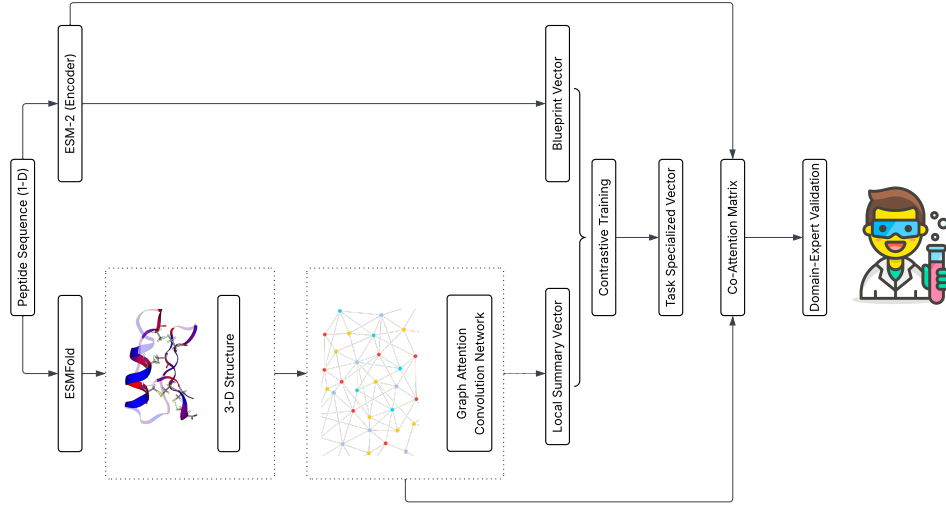 Peptide Sequence (1-D)
ESM-2 (Encoder)
ESMFold
3-D Structure
Graph Attention
Convolution Network
Blueprint Vector
Local Summary Vector
Contrastive Training
Task Specialized Vector
Co-Attention Matrix
Domain-Expert Validation